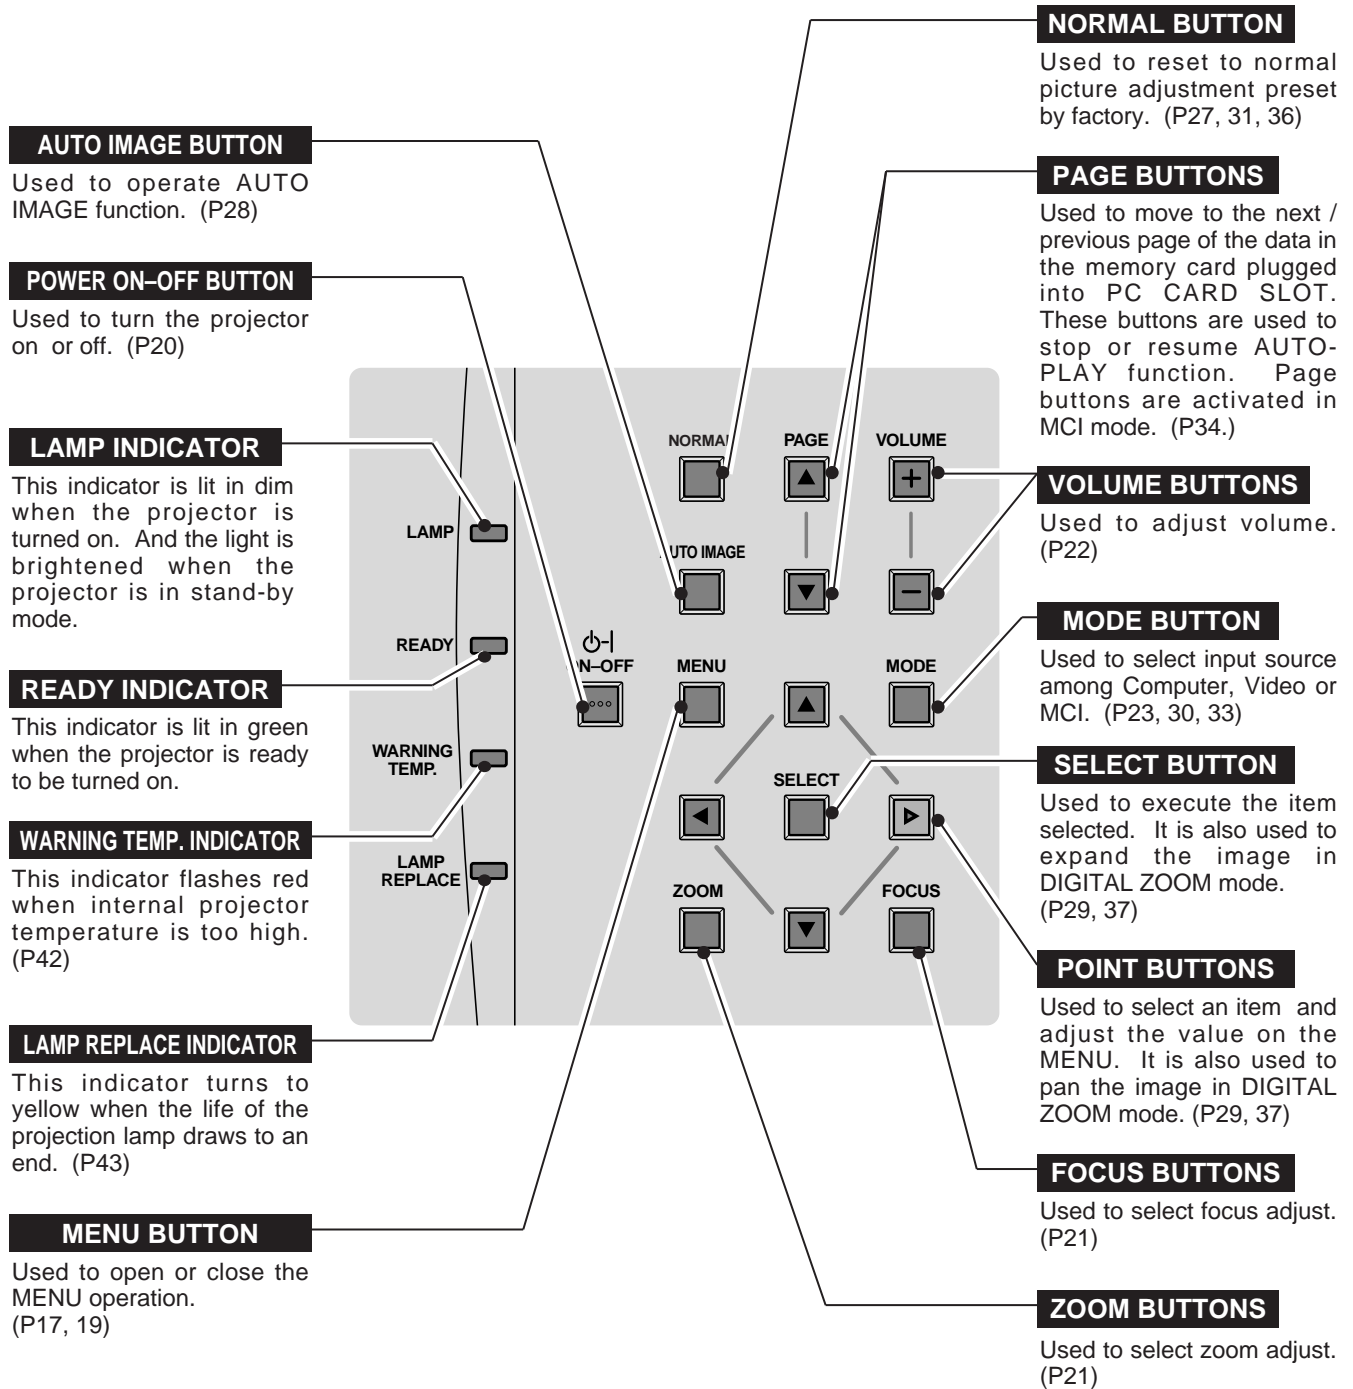 AUTO IMAGE BUTTON
Used to operate AUTO
IMAGE function. (P28)
POWER ON–OFF BUTTON
Used to turn the projector
on or off. (P20)
LAMP INDICATOR
This indicator is lit in dim
when the projector is
turned on. And the light is
brightened when the
projector is in stand-by
mode.
READY INDICATOR
This indicator is lit in green
when the projector is ready
to be turned on.
WARNING TEMP. INDICATOR
This indicator flashes red
when internal projector
temperature is too high.
(P42)
LAMP REPLACE INDICATOR
This indicator turns to
yellow when the life of the
projection lamp draws to an
end. (P43)
MENU BUTTON
Used to open or close the
MENU operation.
(P17, 19)
NORMAL
PAGE
VOLUME
LAMP
AUTO IMAGE
READY
ON–OFF
MENU
MODE
WARNING
TEMP.
SELECT
LAMP
REPLACE
ZOOM
FOCUS
NORMAL BUTTON
Used to reset to normal
picture adjustment preset
by factory. (P27, 31, 36)
PAGE BUTTONS
Used to move to the next /
previous page of the data in
the memory card plugged
into PC CARD SLOT.
These buttons are used to
stop or resume AUTO-
PLAY function. Page
buttons are activated in
MCI mode. (P34.)
VOLUME BUTTONS
Used to adjust volume.
(P22)
MODE BUTTON
Used to select input source
among Computer, Video or
MCI. (P23, 30, 33)
SELECT BUTTON
Used to execute the item
selected. It is also used to
expand the image in
DIGITAL ZOOM mode.
(P29, 37)
POINT BUTTONS
Used to select an item and
adjust the value on the
MENU. It is also used to
pan the image in DIGITAL
ZOOM mode. (P29, 37)
FOCUS BUTTONS
Used to select focus adjust.
(P21)
ZOOM BUTTONS
Used to select zoom adjust.
(P21)